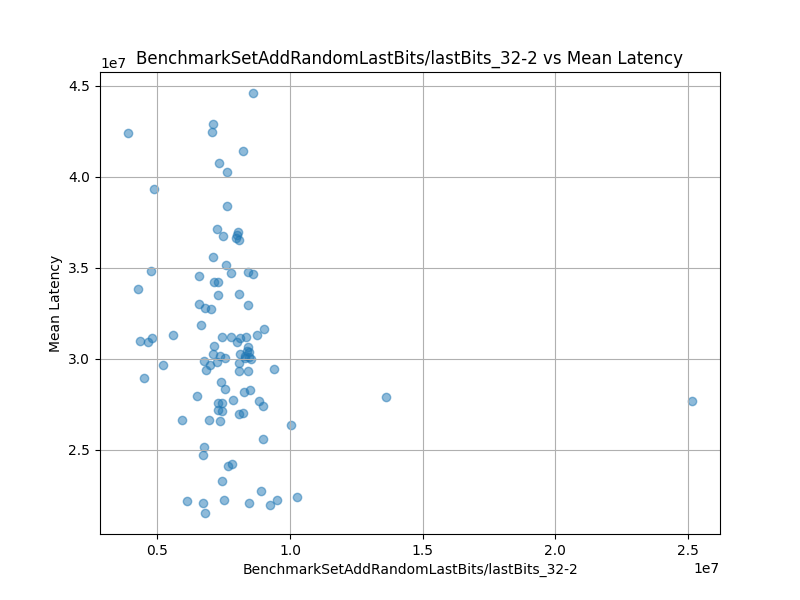 BenchmarkSetAddRandomLastBits/lastBits_32-2 vs Mean Latency
1e7
4.5
4.0
3.5
3.0
2.5
Mean Latency
0.5
1.0
1.5
2.0
2.5
BenchmarkSetAddRandomLastBits/lastBits_32-2
1e7